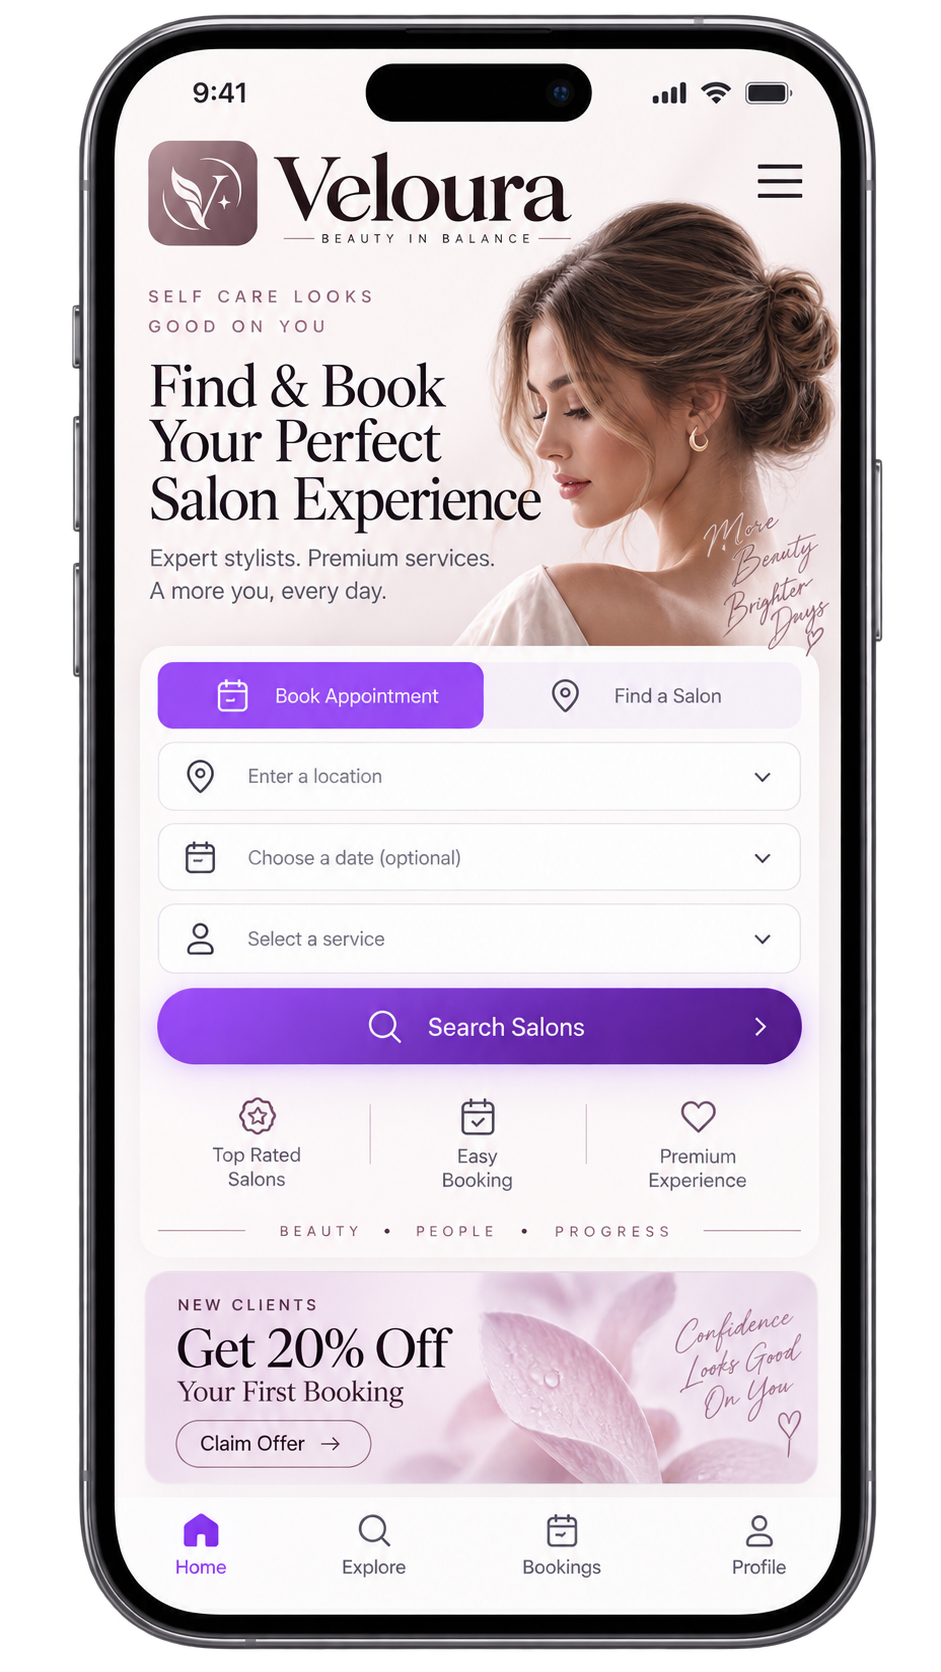 9:41
Veloura
BEAUTY IN BALANCE
SELF CARE LOOKS
GOOD ON YOU
Find & Book
Your Perfect
Salon Experience
Expert stylists. Premium services.
A more you, every day.
More
Beauty
Brighter
Days
Book Appointment
Find a Salon
Enter a location
Choose a date (optional)
Select a service
Search Salons
Top Rated
Salons
Easy
Booking
Premium
Experience
BEAUTY • PEOPLE • PROGRESS
NEW CLIENTS
Get 20% Off
Your First Booking
Claim Offer →
Confidence
Looks Good
On You
Home
Explore
Bookings
Profile